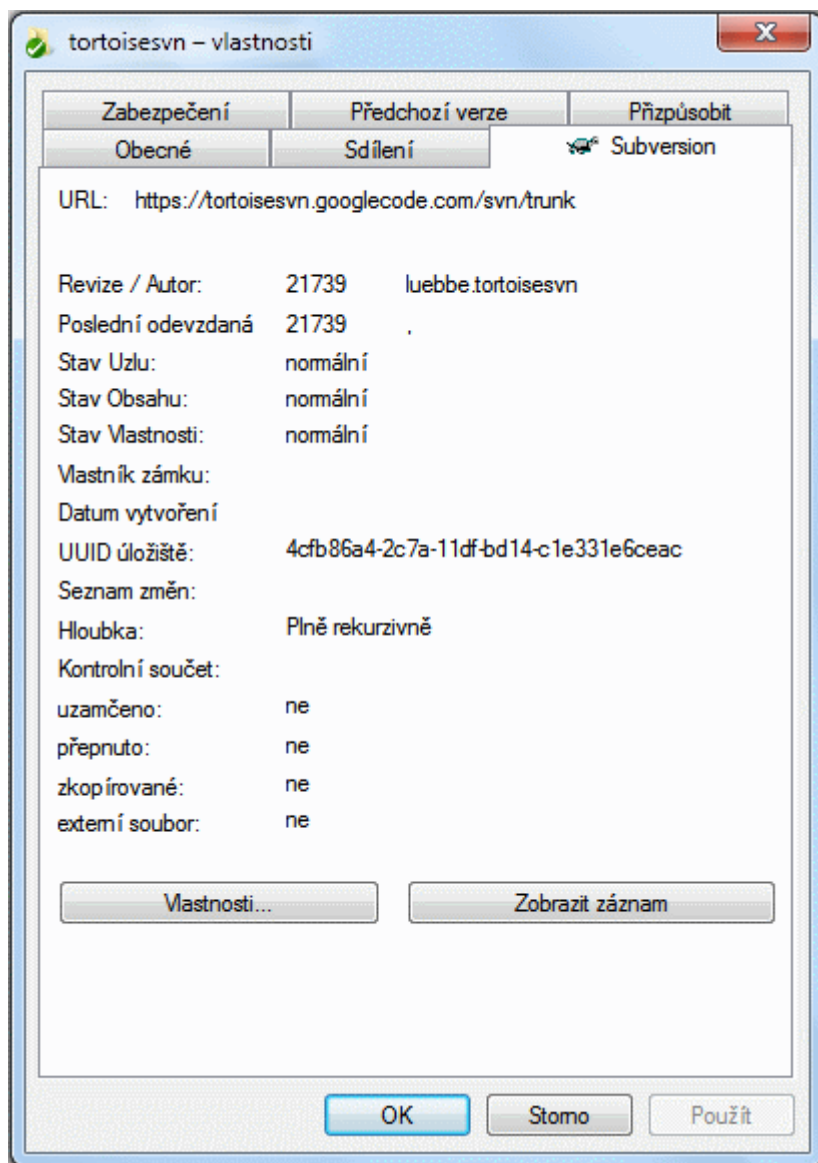 tortoisesvn – vlastnosti
Zabezpečení Předchozí verze Přizpůsobit
Obecné Sdílení Subversion
URL: https://tortoisesvn.googlecode.com/svn/trunk
Revize / Autor: 21739 luebbe.tortoisesvn
Poslední odevzdaná 21739 ,
Stav Uzlu: normální
Stav Obsahu: normální
Stav Vlastnosti: normální
Vlastník zámku:
Datum vytvoření
UUID úložiště: 4cfb86a4-2c7a-11df-bd14-c1e331e6ceac
Seznam změn:
Hloubka: Plně rekurzivně
Kontrolní součet:
uzamčeno: ne
přepnuto: ne
zkopírované: ne
externí soubor: ne
Vlastnosti... Zobrazit záznam
OK Storno Použít